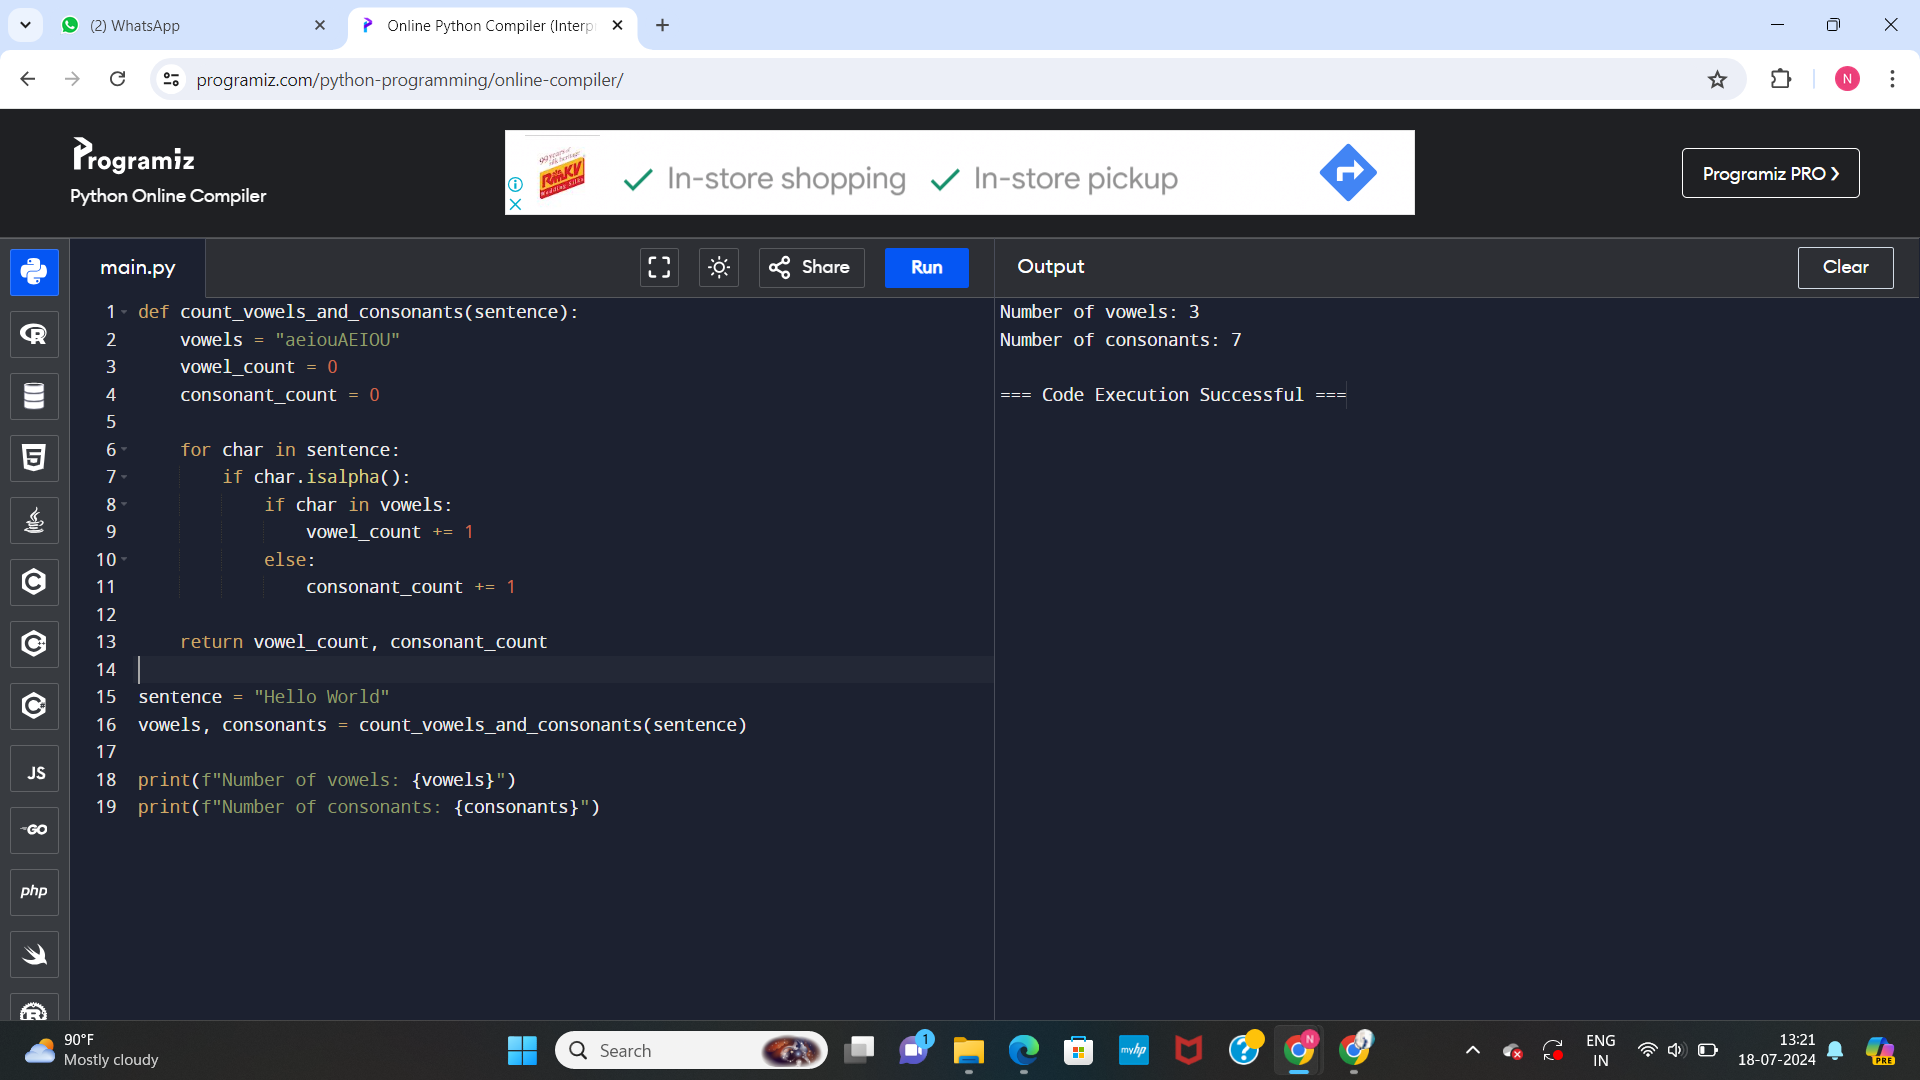 (2) WhatsApp
Online Python Compiler (Interp
programiz.com/python-programming/online-compiler/
N
Programiz
Python Online Compiler
In-store shopping
In-store pickup
Programiz PRO
main.py
Share
Run
Output
Clear
1 def count_vowels_and_consonants(sentence):
2     vowels = "aeiouAEIOU"
3     vowel_count = 0
4     consonant_count = 0
5
6     for char in sentence:
7         if char.isalpha():
8             if char in vowels:
9                 vowel_count += 1
10             else:
11                 consonant_count += 1
12
13     return vowel_count, consonant_count
14
15 sentence = "Hello World"
16 vowels, consonants = count_vowels_and_consonants(sentence)
17
18 print(f"Number of vowels: {vowels}")
19 print(f"Number of consonants: {consonants}")
Number of vowels: 3
Number of consonants: 7
=== Code Execution Successful ===
JS
GO
php
90°F
Mostly cloudy
Search
1
myhp
N
ENG
IN
13:21
18-07-2024
PRE